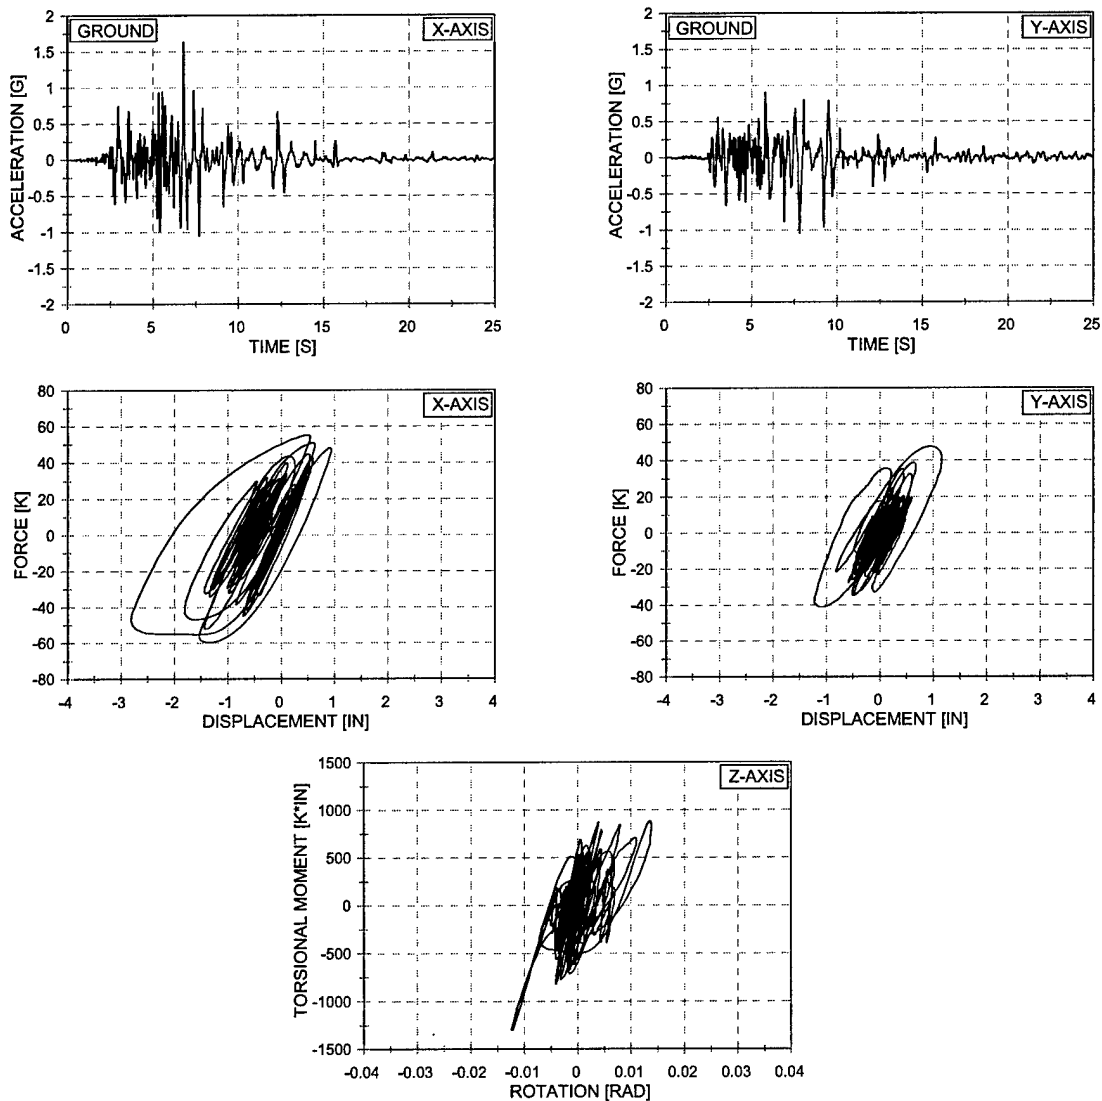 GROUND X-AXIS
2
1.5
1
0.5
0
-0.5
-1
-1.5
-2
ACCELERATION [G]
0 5 10 15 20 25
TIME [S]
GROUND Y-AXIS
2
1.5
1
0.5
0
-0.5
-1
-1.5
-2
ACCELERATION [G]
0 5 10 15 20 25
TIME [S]
X-AXIS
80
60
40
20
0
-20
-40
-60
-80
FORCE [K]
-4 -3 -2 -1 0 1 2 3 4
DISPLACEMENT [IN]
Y-AXIS
80
60
40
20
0
-20
-40
-60
-80
FORCE [K]
-4 -3 -2 -1 0 1 2 3 4
DISPLACEMENT [IN]
Z-AXIS
1500
1000
500
0
-500
-1000
-1500
TORSIONAL MOMENT [K*IN]
-0.04 -0.03 -0.02 -0.01 0 0.01 0.02 0.03 0.04
ROTATION [RAD]